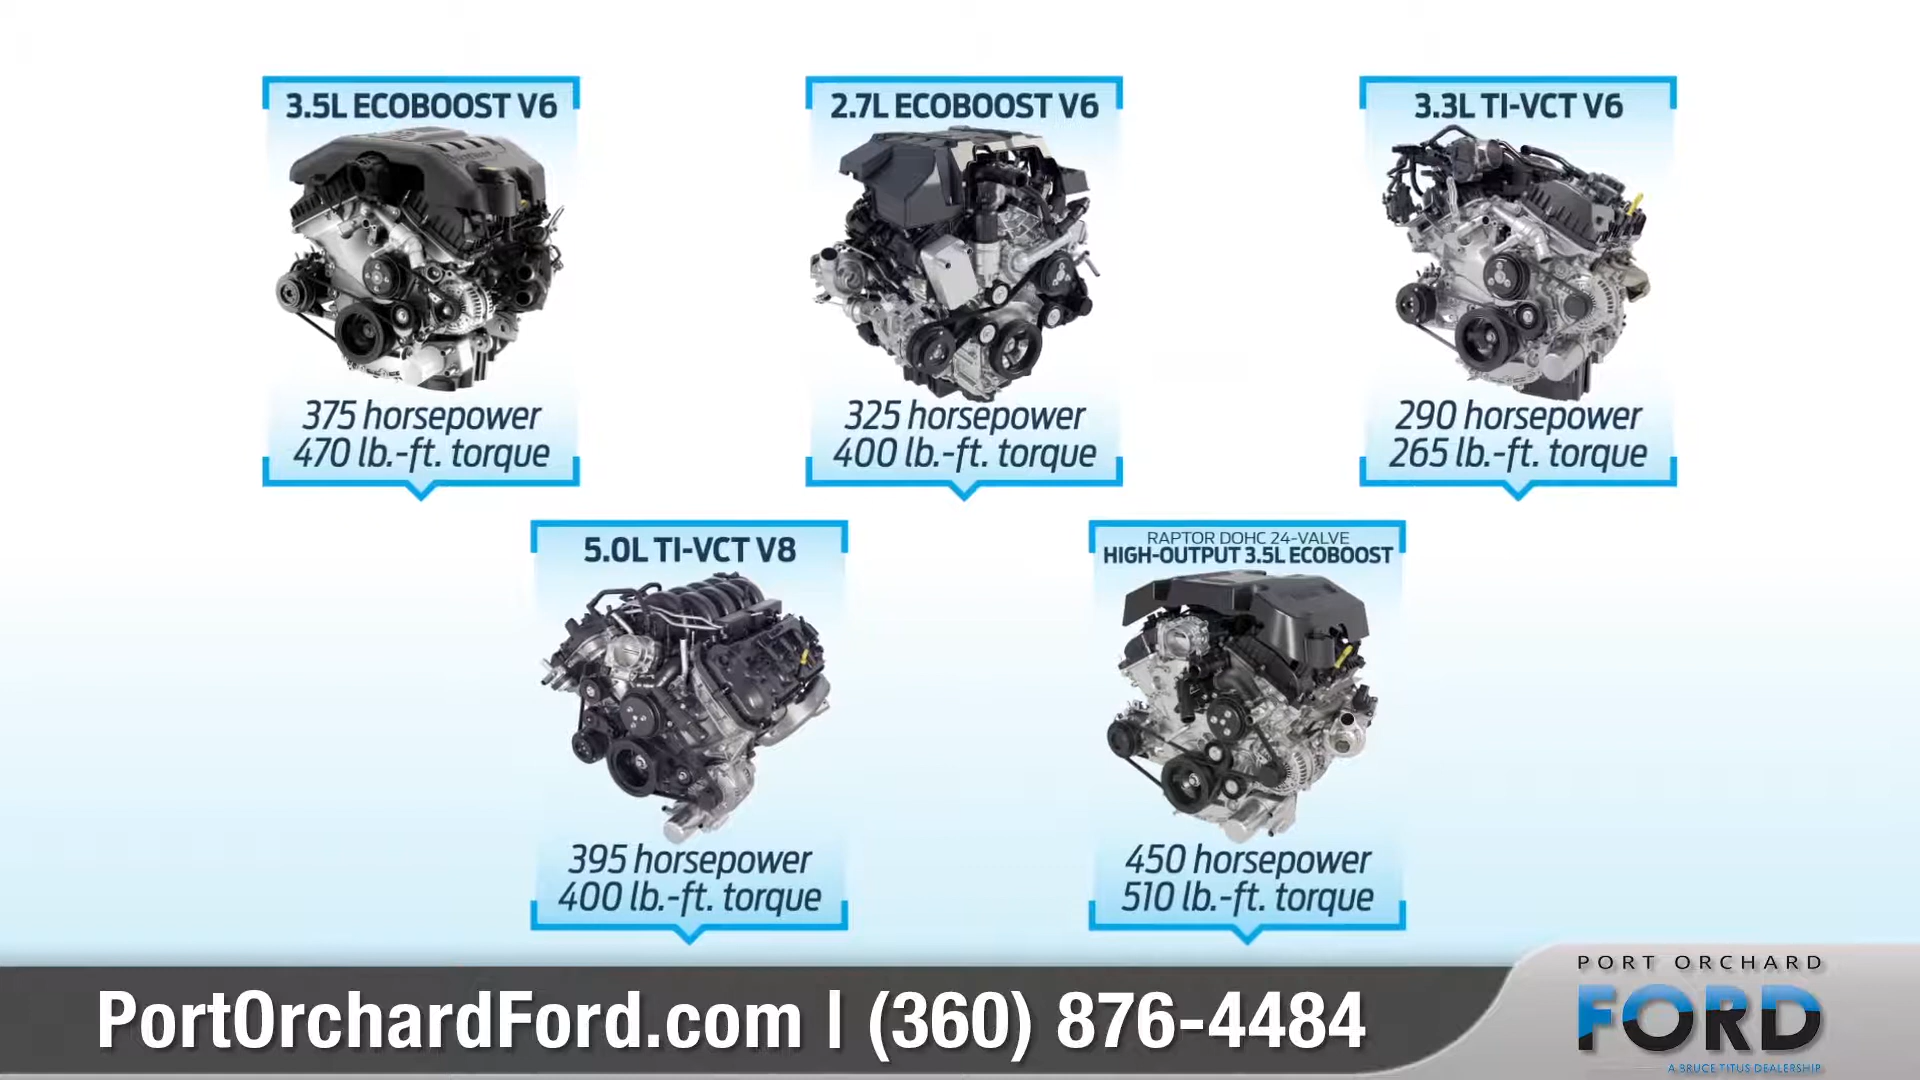 3.5L ECOBOOST V6
375 horsepower
470 lb.-ft. torque
2.7L ECOBOOST V6
325 horsepower
400 lb.-ft. torque
3.3L TI-VCT V6
290 horsepower
265 lb.-ft. torque
5.0L TI-VCT V8
395 horsepower
400 lb.-ft. torque
RAPTOR DOHC 24-VALVE
HIGH-OUTPUT 3.5L ECOBOOST
450 horsepower
510 lb.-ft. torque
PortOrchardFord.com | (360) 876-4484
PORT ORCHARD
FORD
A BRUCE TITUS DEALERSHIP